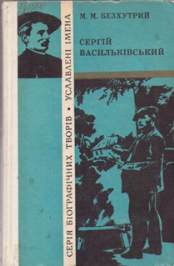 М. М. БЕЗХУТРИЙ
СЕРГІЙ
ВАСИЛЬКІВСЬКИЙ
СЕРІЯ БІОГРАФІЧНИХ ТВОРІВ • УСЛАВЛЕНІ ІМЕНА